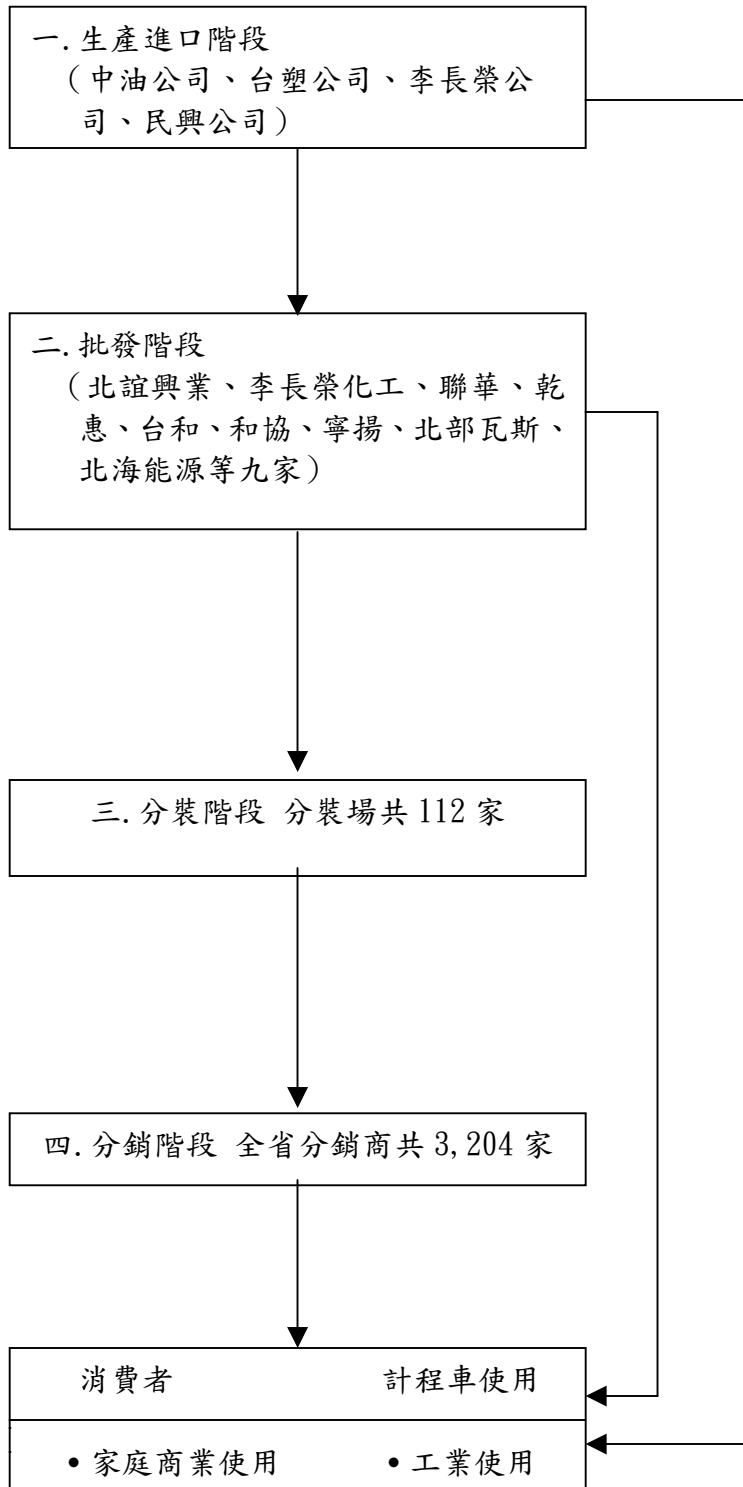 一.生產進口階段
（中油公司、台塑公司、李長榮公
司、民興公司）
二.批發階段
（北誼興業、李長榮化工、聯華、乾
惠、台和、和協、寧揚、北部瓦斯、
北海能源等九家）
三.分裝階段 分裝場共 112 家
四.分銷階段 全省分銷商共 3,204 家
消費者 計程車使用
•家庭商業使用 •工業使用